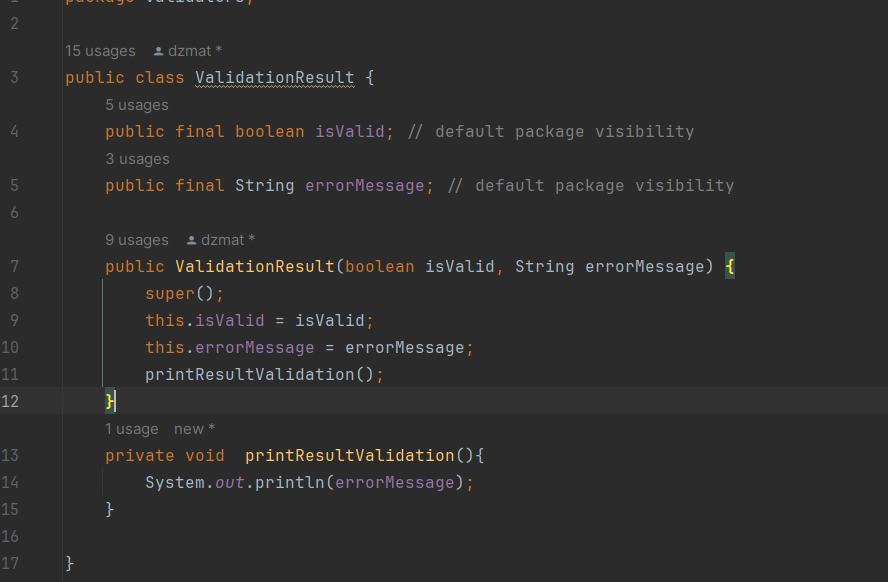 2
15 usages dzmat *
3 public class ValidationResult {
5 usages
4 public final boolean isValid; // default package visibility
3 usages
5 public final String errorMessage; // default package visibility
6
9 usages dzmat *
7 public ValidationResult(boolean isValid, String errorMessage) {
8 super();
9 this.isValid = isValid;
10 this.errorMessage = errorMessage;
11 printResultValidation();
12 }
1 usage new *
13 private void printResultValidation(){
14 System.out.println(errorMessage);
15 }
16
17 }